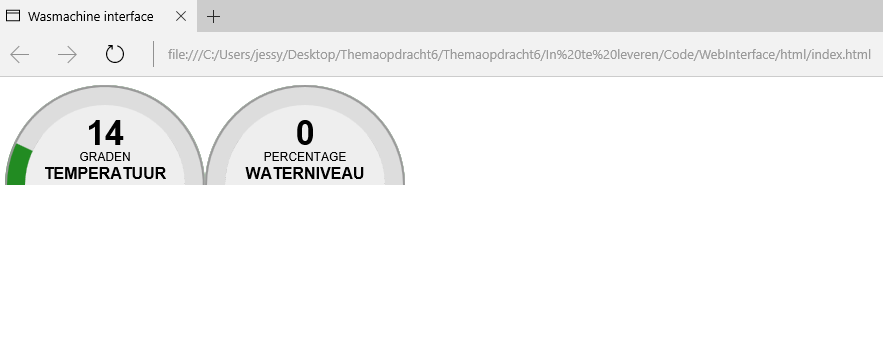 Wasmachine interface
file:///C:/Users/jessy/Desktop/Themaopdracht6/Themaopdracht6/In%20te%20leveren/Code/WebInterface/html/index.html
14
GRADEN
TEMPERATUUR
0
PERCENTAGE
WATERNIVEAU